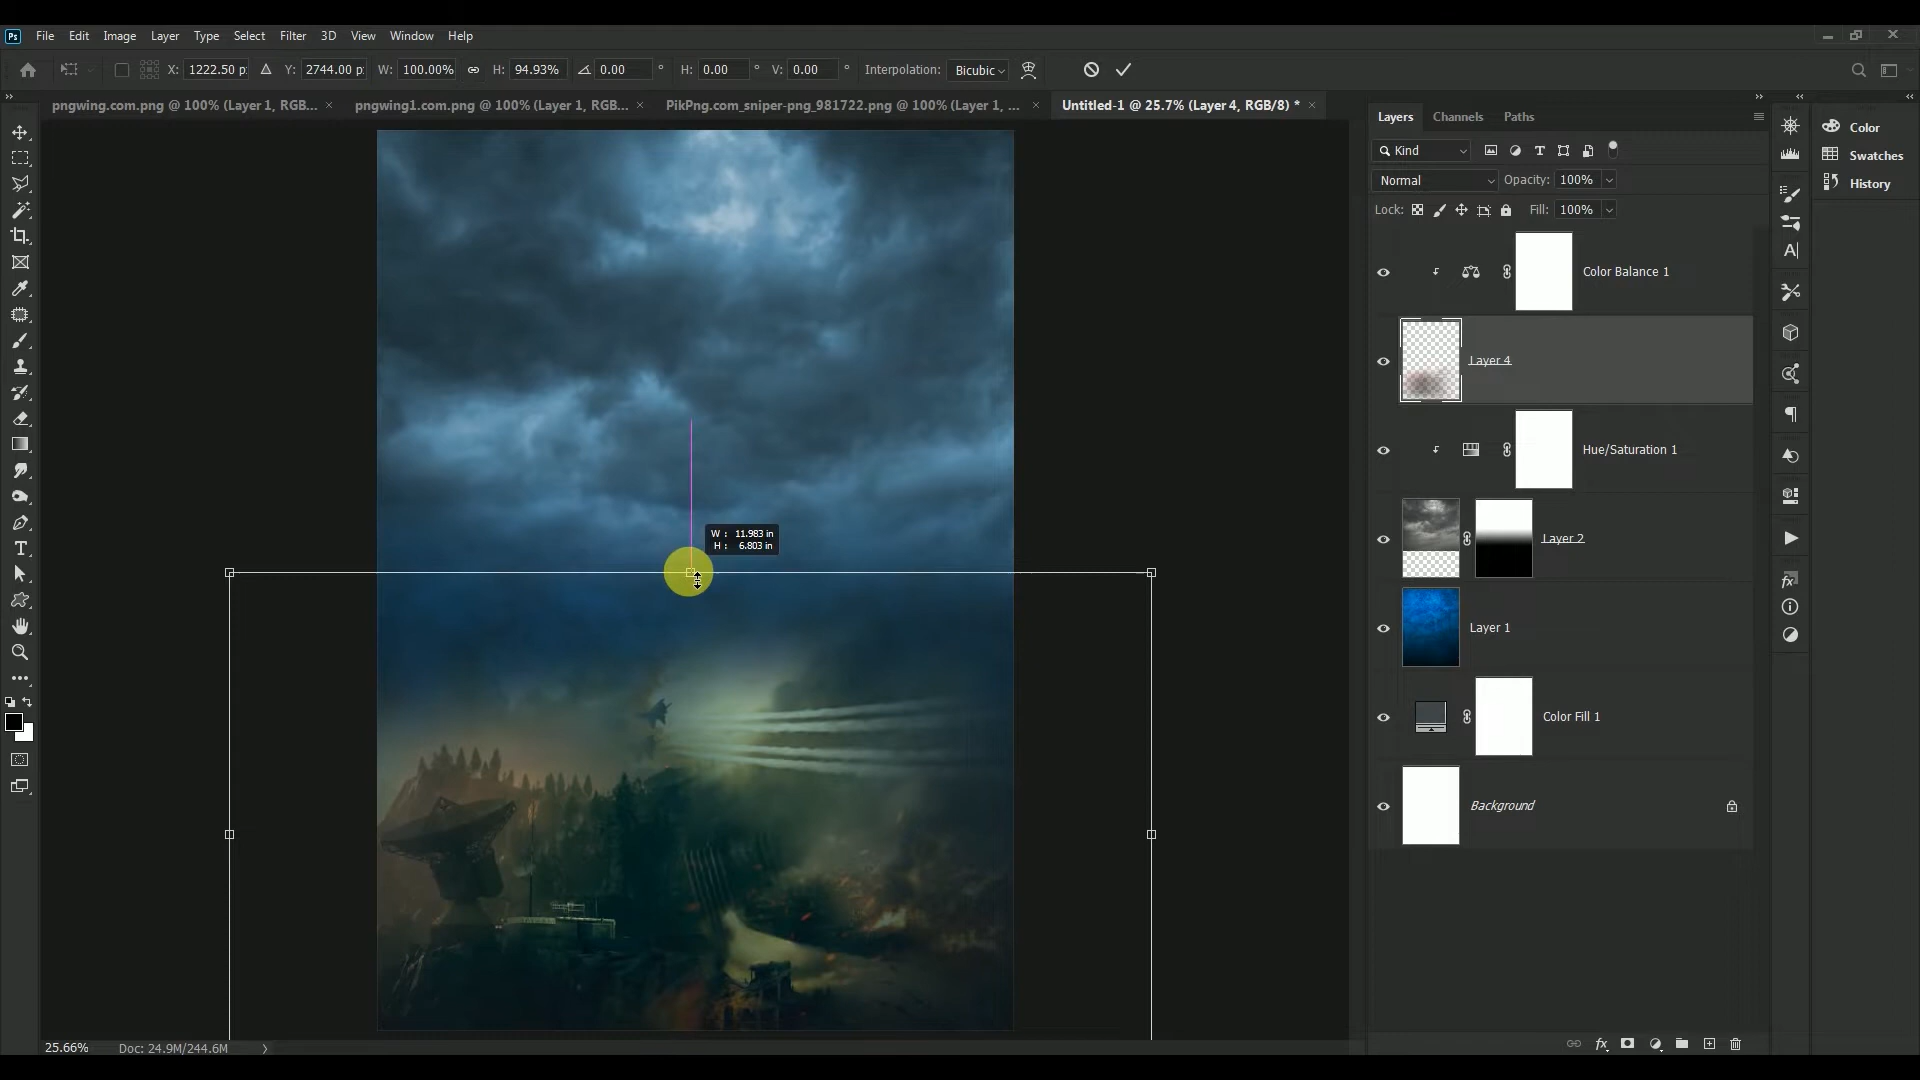 Ps File Edit Image Layer Type Select Filter 3D View Window Help
X: 1222.50 p: Y: 2744.00 p: W: 100.00% H: 94.93% 0.00 ° H: 0.00 V: 0.00 ° Interpolation: Bicubic
pngwing.com.png @ 100% (Layer 1, RGB... × pngwing1.com.png @ 100% (Layer 1, RGB... × PikPng.com_sniper-png_981722.png @ 100% (Layer 1, ... × Untitled-1 @ 25.7% (Layer 4, RGB/8) * ×
Layers Channels Paths
Kind
Normal Opacity: 100%
Lock: Fill: 100%
Color Balance 1
Layer 4
Hue/Saturation 1
Layer 2
Layer 1
Color Fill 1
Background
Color
Swatches
History
W : 11.983 in
H : 6.803 in
25.66% Doc: 24.9M/244.6M